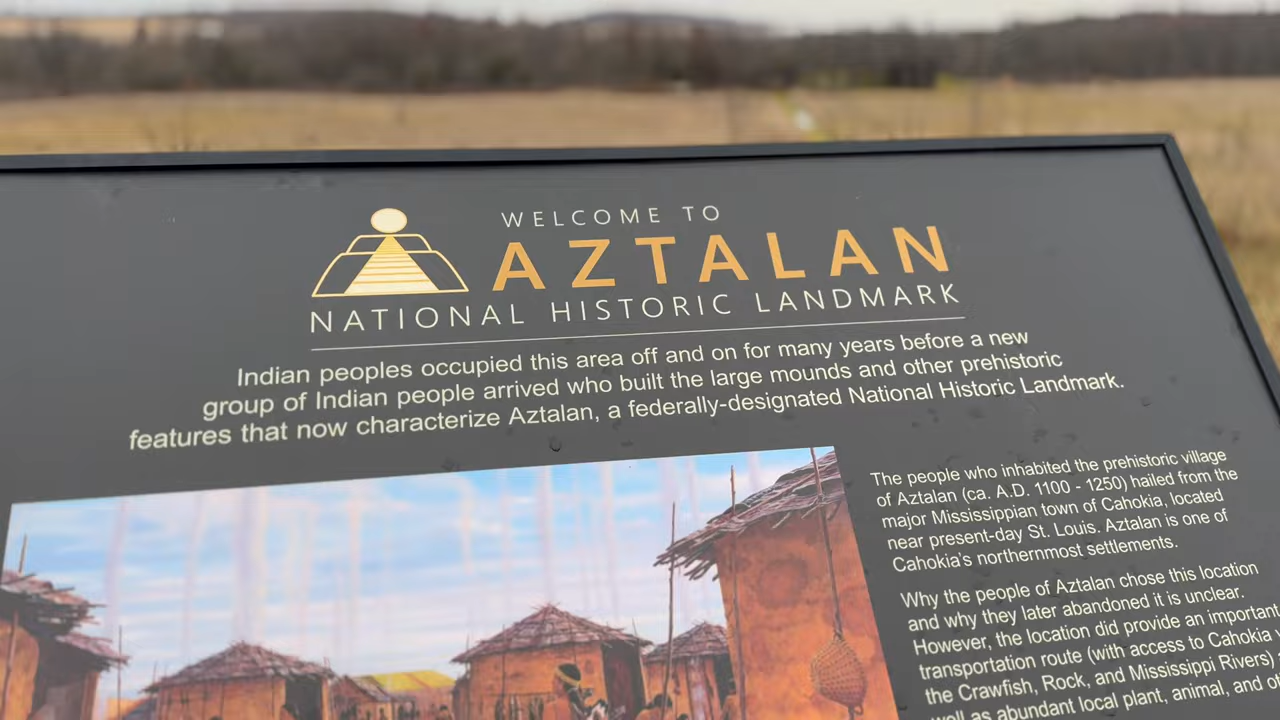 WELCOME TO
AZTALAN
NATIONAL HISTORIC LANDMARK
Indian peoples occupied this area off and on for many years before a new
group of Indian people arrived who built the large mounds and other prehistoric
features that now characterize Aztalan, a federally-designated National Historic Landmark.
The people who inhabited the prehistoric village
of Aztalan (ca. A.D. 1100 - 1250) hailed from the
major Mississippian town of Cahokia, located
near present-day St. Louis. Aztalan is one of
Cahokia's northernmost settlements.
Why the people of Aztalan chose this location
and why they later abandoned it is unclear.
However, the location did provide an important
transportation route (with access to Cahokia
the Crawfish, Rock, and Mississippi Rivers)
well as abundant local plant, animal, and